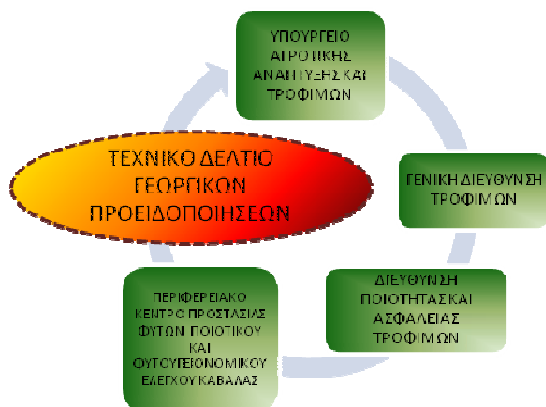 ΥΠΟΥΡΓΕΙΟ
ΑΓΡΟΤΙΚΗΣ
ΑΝΑΠΤΥΞΗΣ ΚΑΙ
ΤΡΟΦΙΜΩΝ
ΤΕΧΝΙΚΟ ΔΕΛΤΙΟ
ΓΕΩΡΓΙΚΩΝ
ΠΡΟΕΙΔΟΠΟΙΗΣΕΩΝ
ΓΕΝΙΚΗ ΔΙΕΥΘΥΝΣΗ
ΤΡΟΦΙΜΩΝ
ΔΙΕΥΘΥΝΣΗ
ΠΟΙΟΤΗΤΑΣ ΚΑΙ
ΑΣΦΑΛΕΙΑΣ
ΤΡΟΦΙΜΩΝ
ΠΕΡΙΦΕΡΕΙΑΚΟ
ΚΕΝΤΡΟ ΠΡΟΣΤΑΣΙΑΣ
ΦΥΤΩΝ ΠΟΙΟΤΙΚΟΥ
ΚΑΙ
ΦΥΤΟΥΓΕΙΟΝΟΜΙΚΟΥ
ΕΛΕΓΧΟΥ ΚΑΒΑΛΑΣ